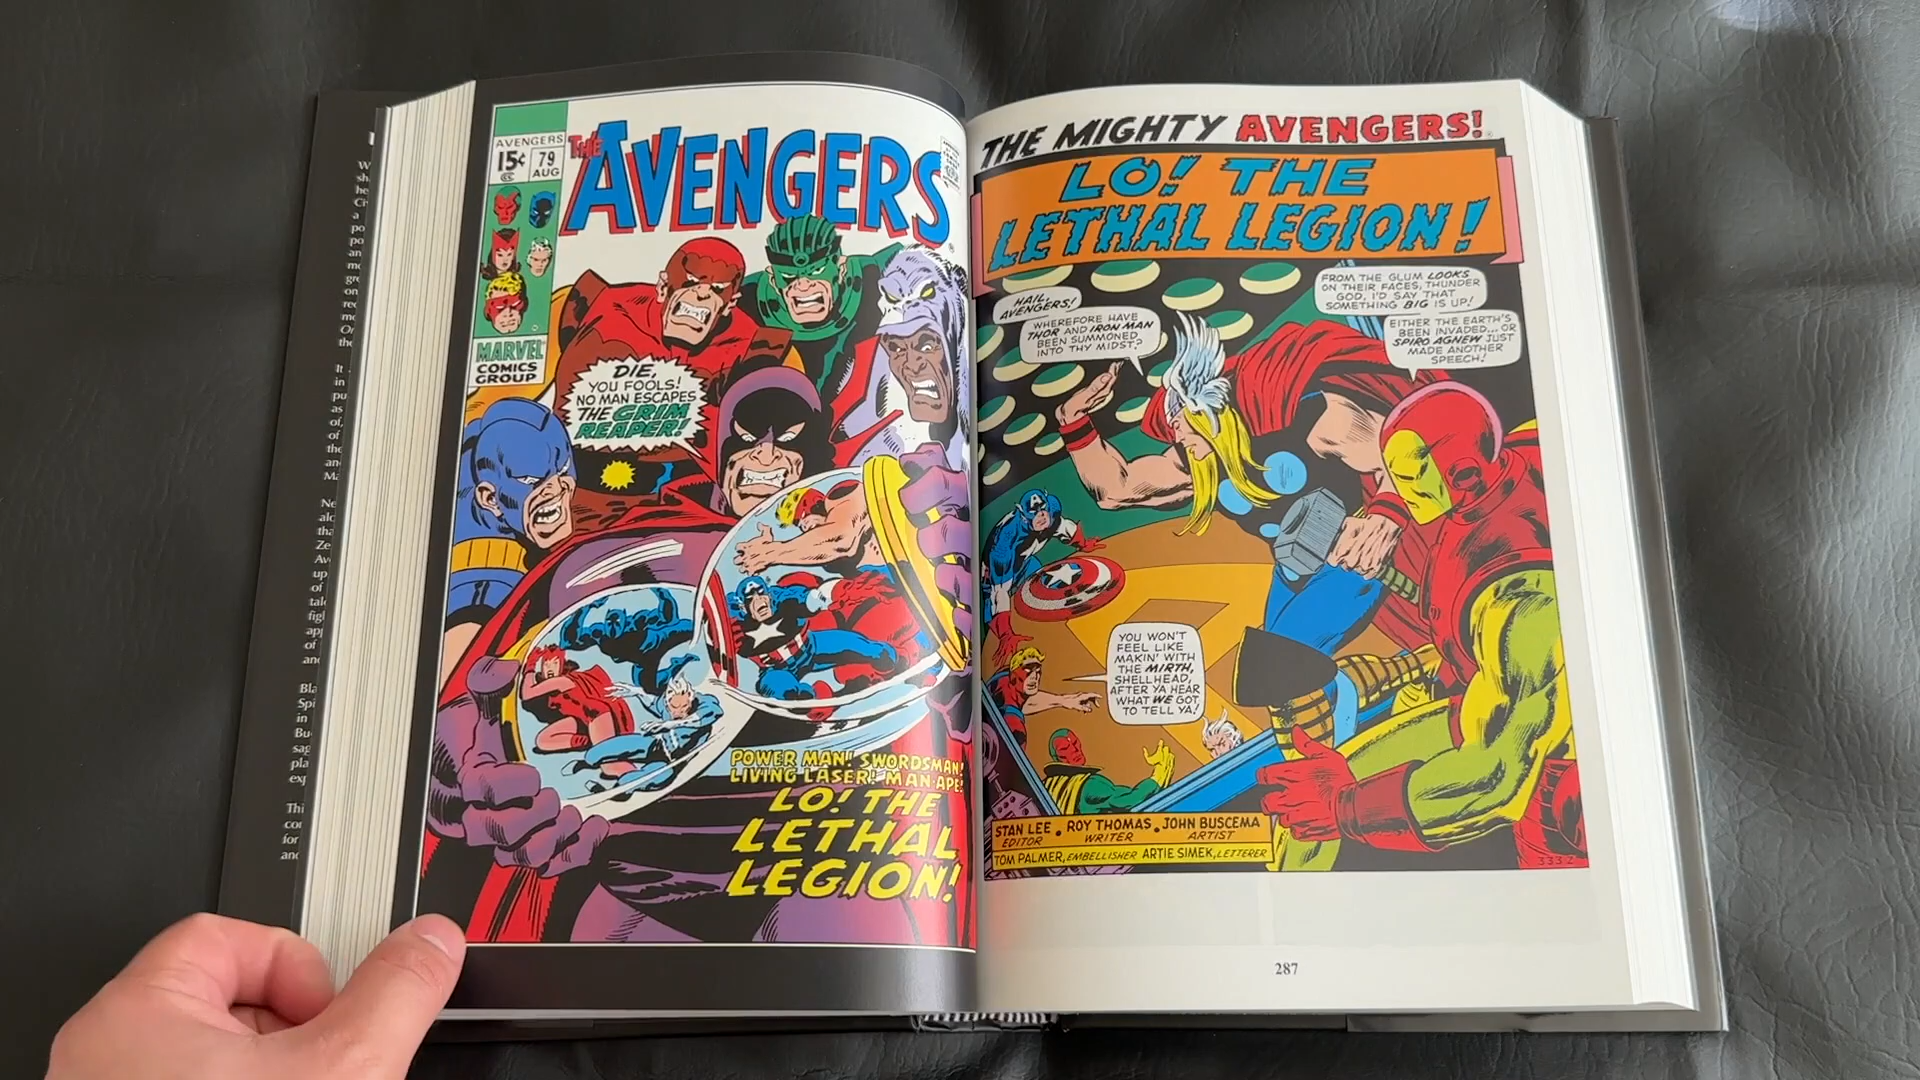 AVENGERS
15¢
79
AUG
THE
AVENGERS
MARVEL
COMICS
GROUP
DIE,
YOU FOOLS!
NO MAN ESCAPES
THE GRIM
REAPER!
POWER MAN! SWORDSMAN!
LIVING LASER! MAN-APE!
LO! THE
LETHAL
LEGION!
THE MIGHTY AVENGERS!
LO! THE
LETHAL LEGION!
HAIL,
AVENGERS!
WHEREFORE HAVE
THOR AND IRON MAN
BEEN SUMMONED
INTO THY MIDST?
FROM THE GLUM LOOKS
ON THEIR FACES, THUNDER
GOD, I'D SAY THAT
SOMETHING BIG IS UP!
EITHER THE EARTH'S
BEEN INVADED... OR
SPIRO AGNEW JUST
MADE ANOTHER
SPEECH!
YOU WON'T
FEEL LIKE
MAKIN' WITH
THE MIRTH,
SHELLHEAD,
AFTER YA HEAR
WHAT WE GOT
TO TELL YA!
STAN LEE • ROY THOMAS • JOHN BUSCEMA
EDITOR WRITER ARTIST
TOM PALMER, EMBELLISHER ARTIE SIMEK, LETTERER
333Z
287